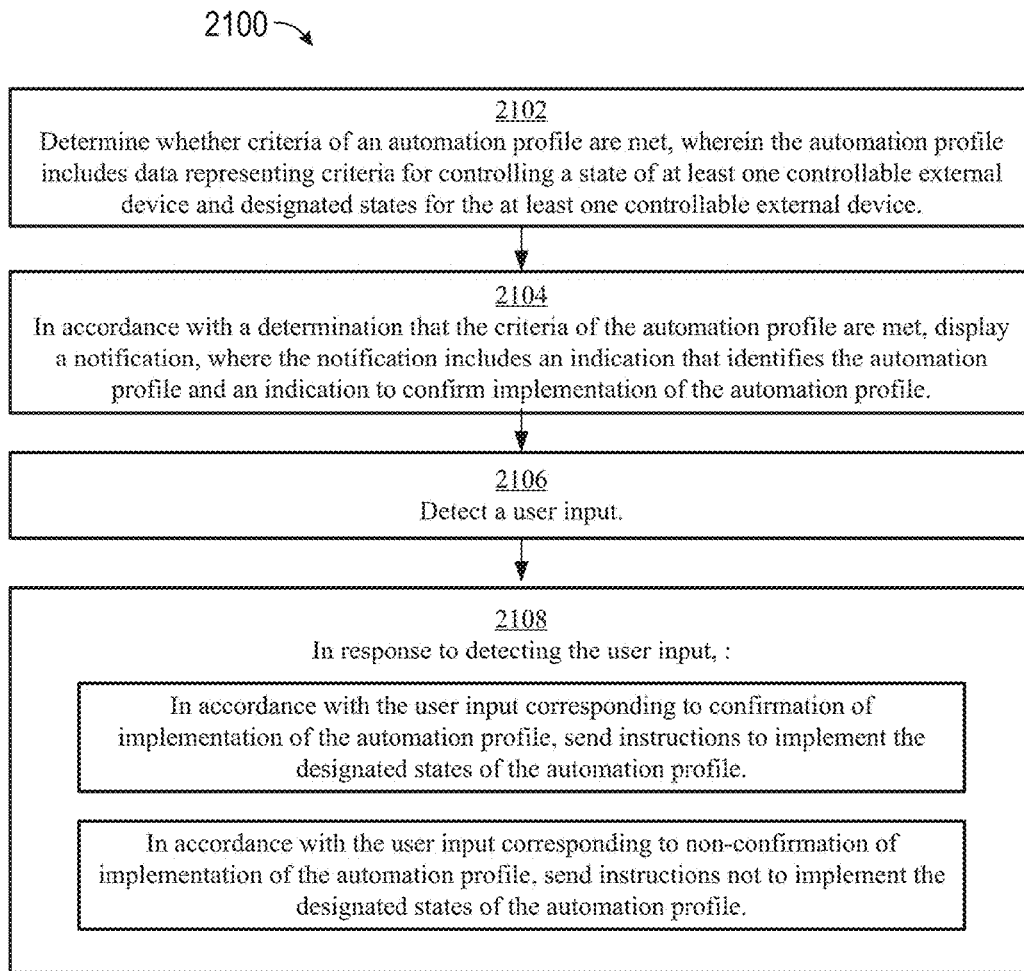 2100
2102
Determine whether criteria of an automation profile are met, wherein the automation profile
includes data representing criteria for controlling a state of at least one controllable external
device and designated states for the at least one controllable external device.
2104
In accordance with a determination that the criteria of the automation profile are met, display
a notification, where the notification includes an indication that identifies the automation
profile and an indication to confirm implementation of the automation profile.
2106
Detect a user input.
2108
In response to detecting the user input, :
In accordance with the user input corresponding to confirmation of
implementation of the automation profile, send instructions to implement the
designated states of the automation profile.
In accordance with the user input corresponding to non-confirmation of
implementation of the automation profile, send instructions not to implement the
designated states of the automation profile.